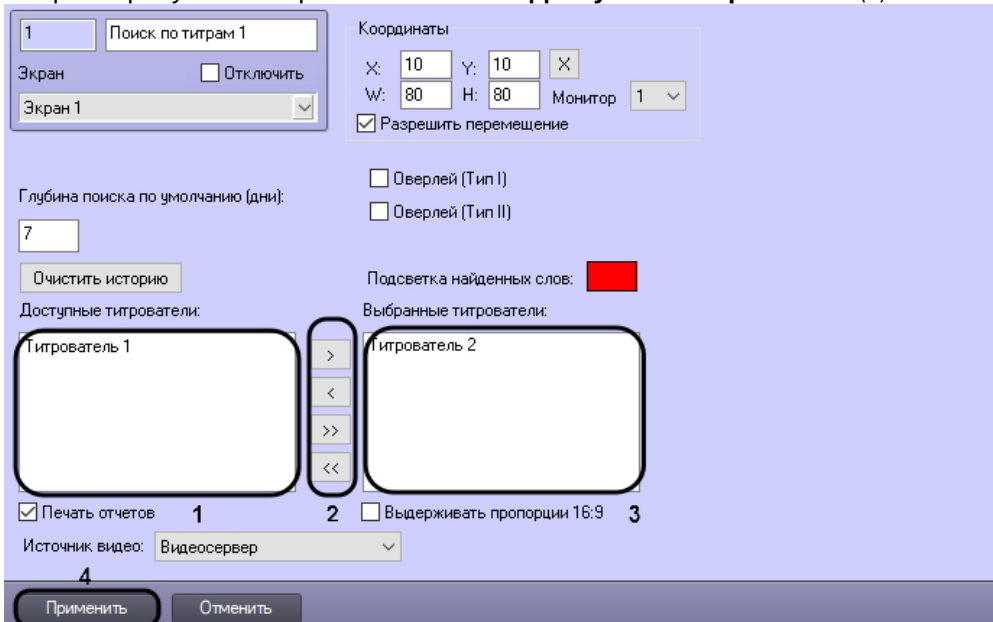 1 Поиск по титрам 1
Экран Отключить
Экран 1
Координаты
X: 10 Y: 10 X
W: 80 H: 80 Монитор 1
Разрешить перемещение
Оверлей (Тип I)
Оверлей (Тип II)
Глубина поиска по умолчанию (дни):
7
Очистить историю
Подсветка найденных слов:
Доступные титрователи:
Титрователь 1
>
<
>>
<<
Выбранные титрователи:
Титрователь 2
Печать отчетов 1
2
Выдерживать пропорции 16:9 3
Источник видео: Видеосервер
4
Применить Отменить